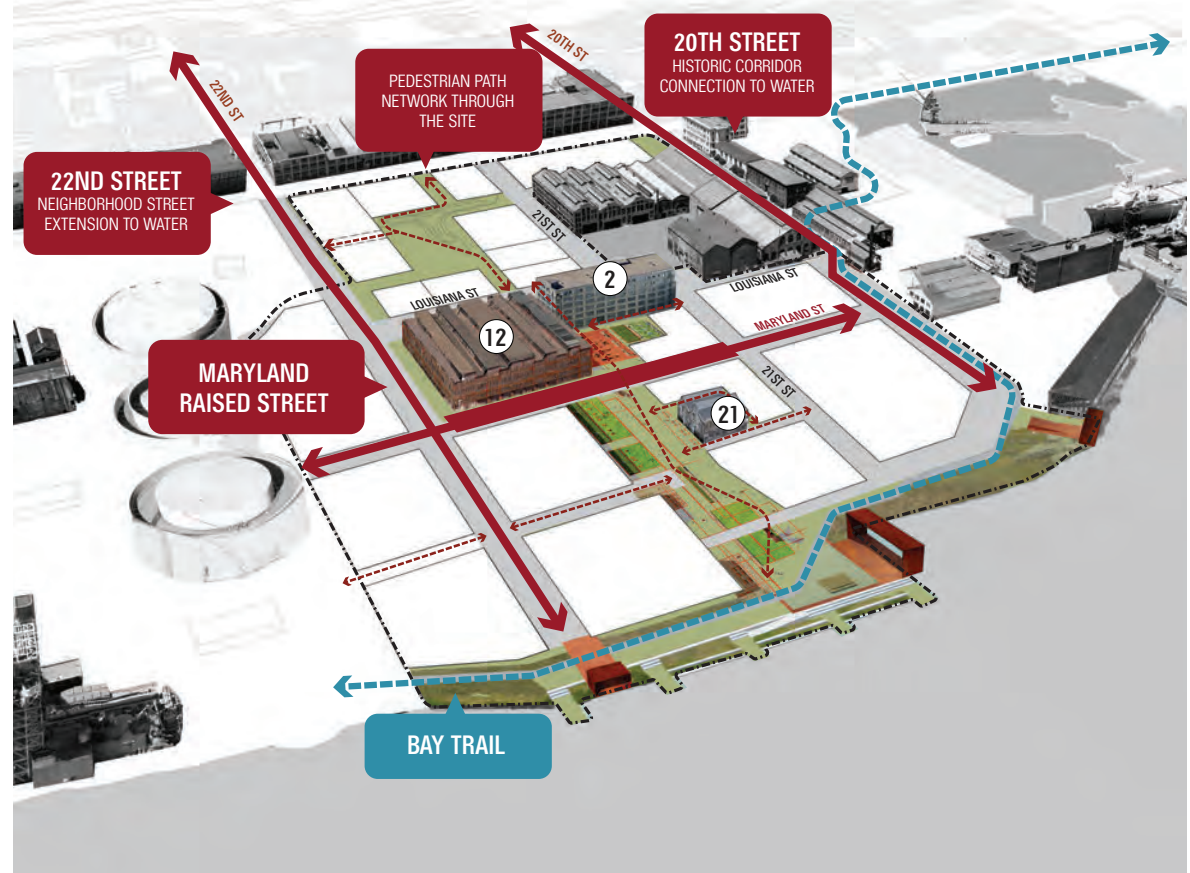 20TH ST
20TH STREET
HISTORIC CORRIDOR
CONNECTION TO WATER
22ND ST
PEDESTRIAN PATH
NETWORK THROUGH
THE SITE
22ND STREET
NEIGHBORHOOD STREET
EXTENSION TO WATER
21ST ST
2
LOUISIANA ST
LOUISIANA ST
12
MARYLAND ST
MARYLAND
RAISED STREET
21ST ST
21
BAY TRAIL